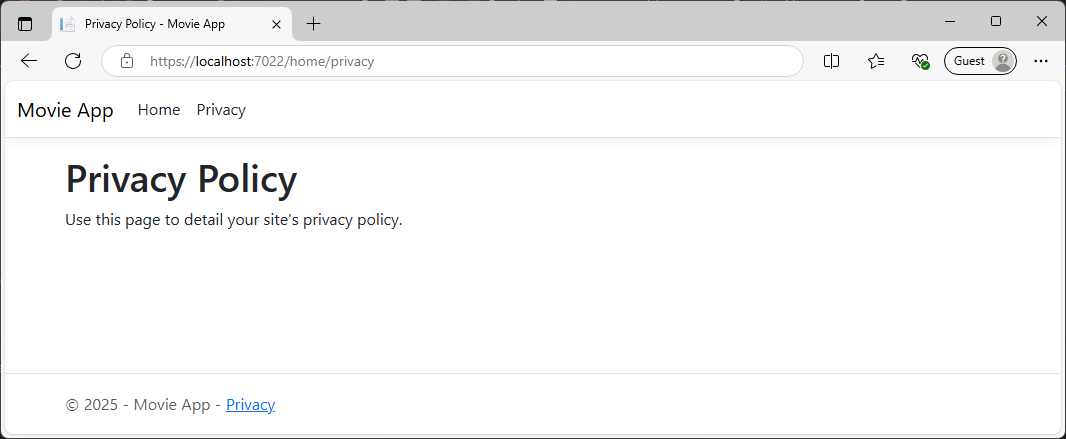 Privacy Policy - Movie App
https://localhost:7022/home/privacy
Guest
Movie App Home Privacy
Privacy Policy
Use this page to detail your site's privacy policy.
© 2025 - Movie App - Privacy